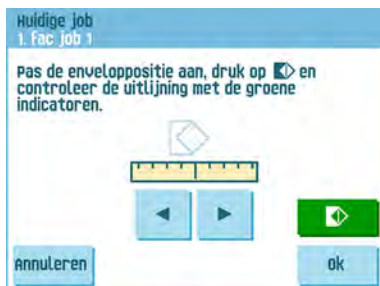 Huidige job
1. Fac job 1
Pas de enveloppositie aan, druk op en
controleer de uitlijning met de groene
indicatoren.
Annuleren
Ok